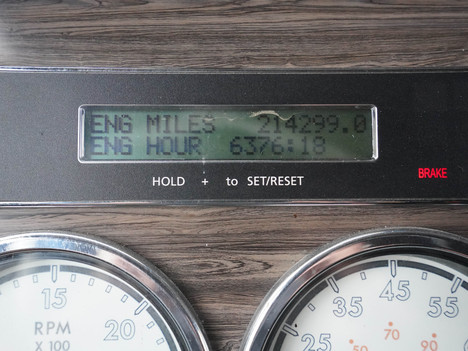 ENG MILES 214299.0
ENG HOUR 6376:18
HOLD + to SET/RESET
BRAKE
15
20
RPM
X 100
25
35
45
55
50
70
90